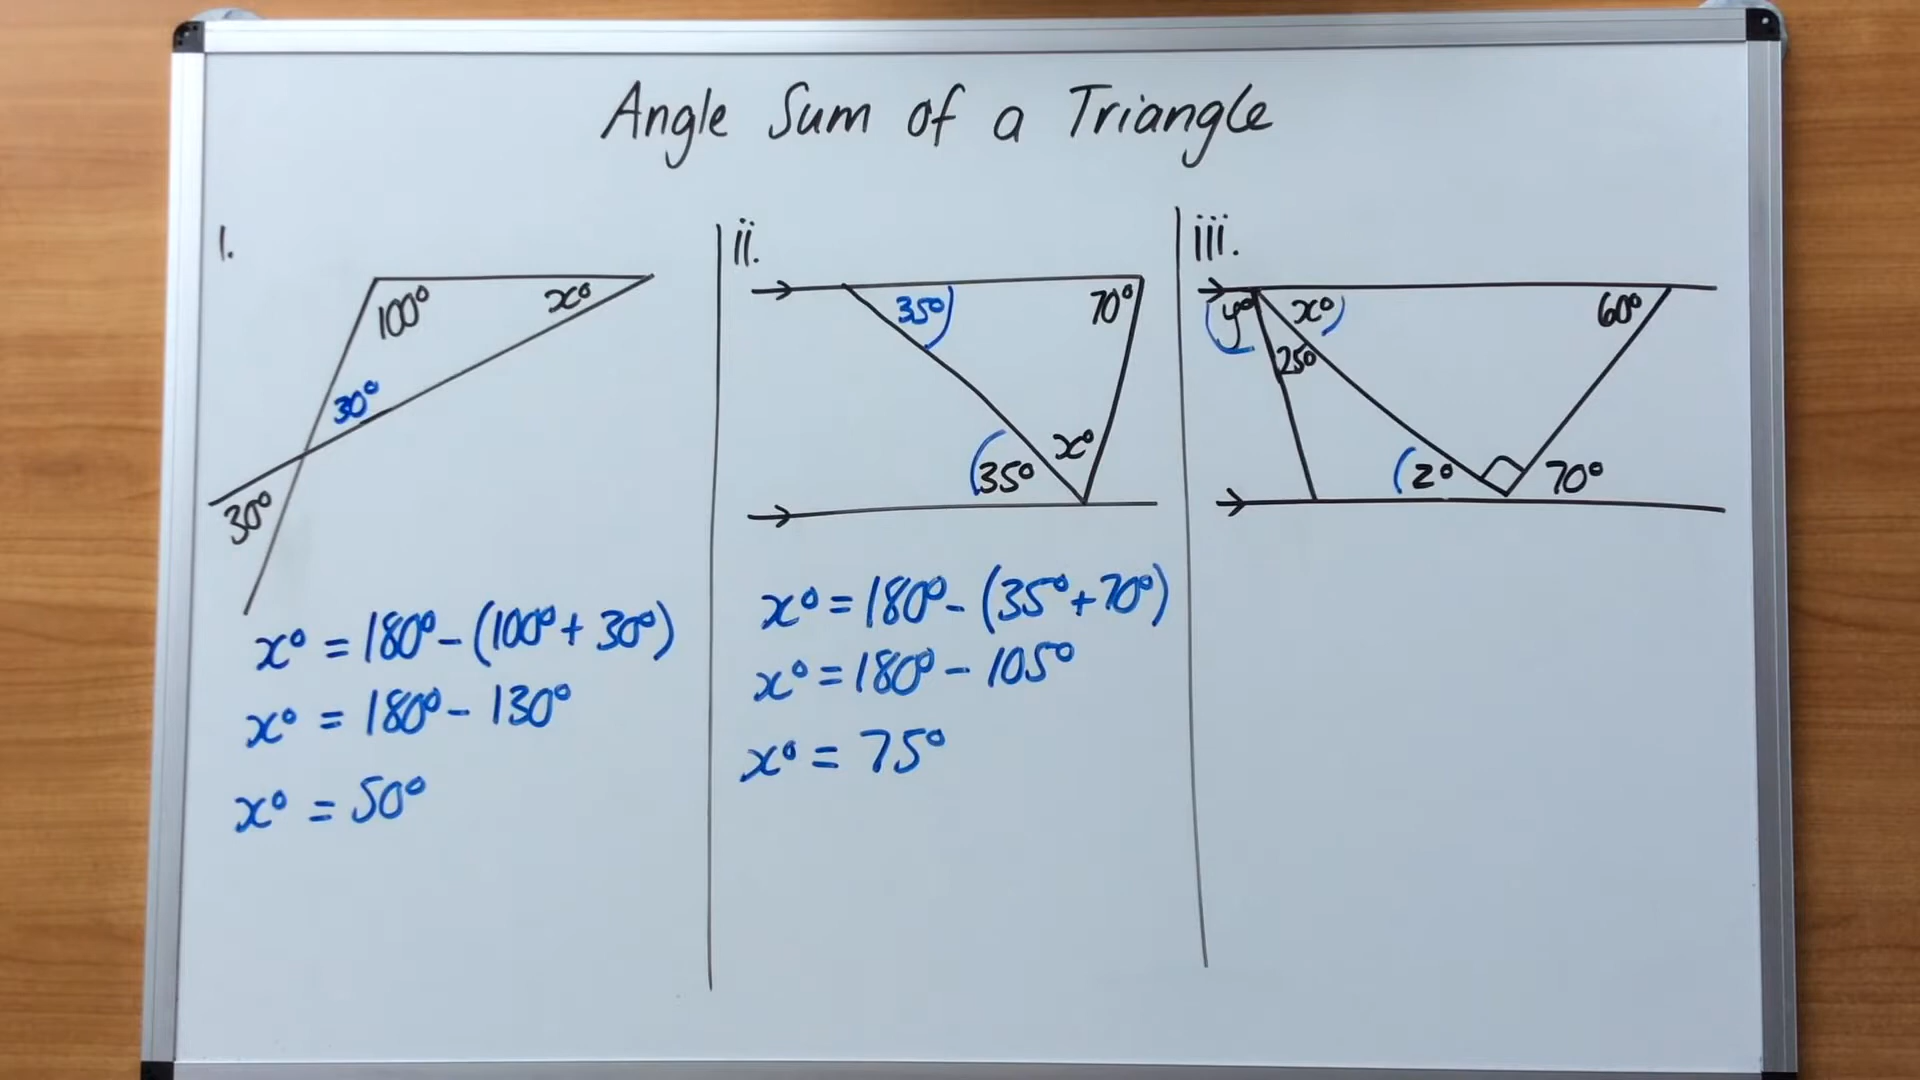 Angle Sum of a Triangle
i.
100°
x°
30°
30°
x° = 180° - (100° + 30°)
x° = 180° - 130°
x° = 50°
ii.
35°
70°
x°
35°
x° = 180° - (35° + 70°)
x° = 180° - 105°
x° = 75°
iii.
y°
x°
60°
25°
z°
70°